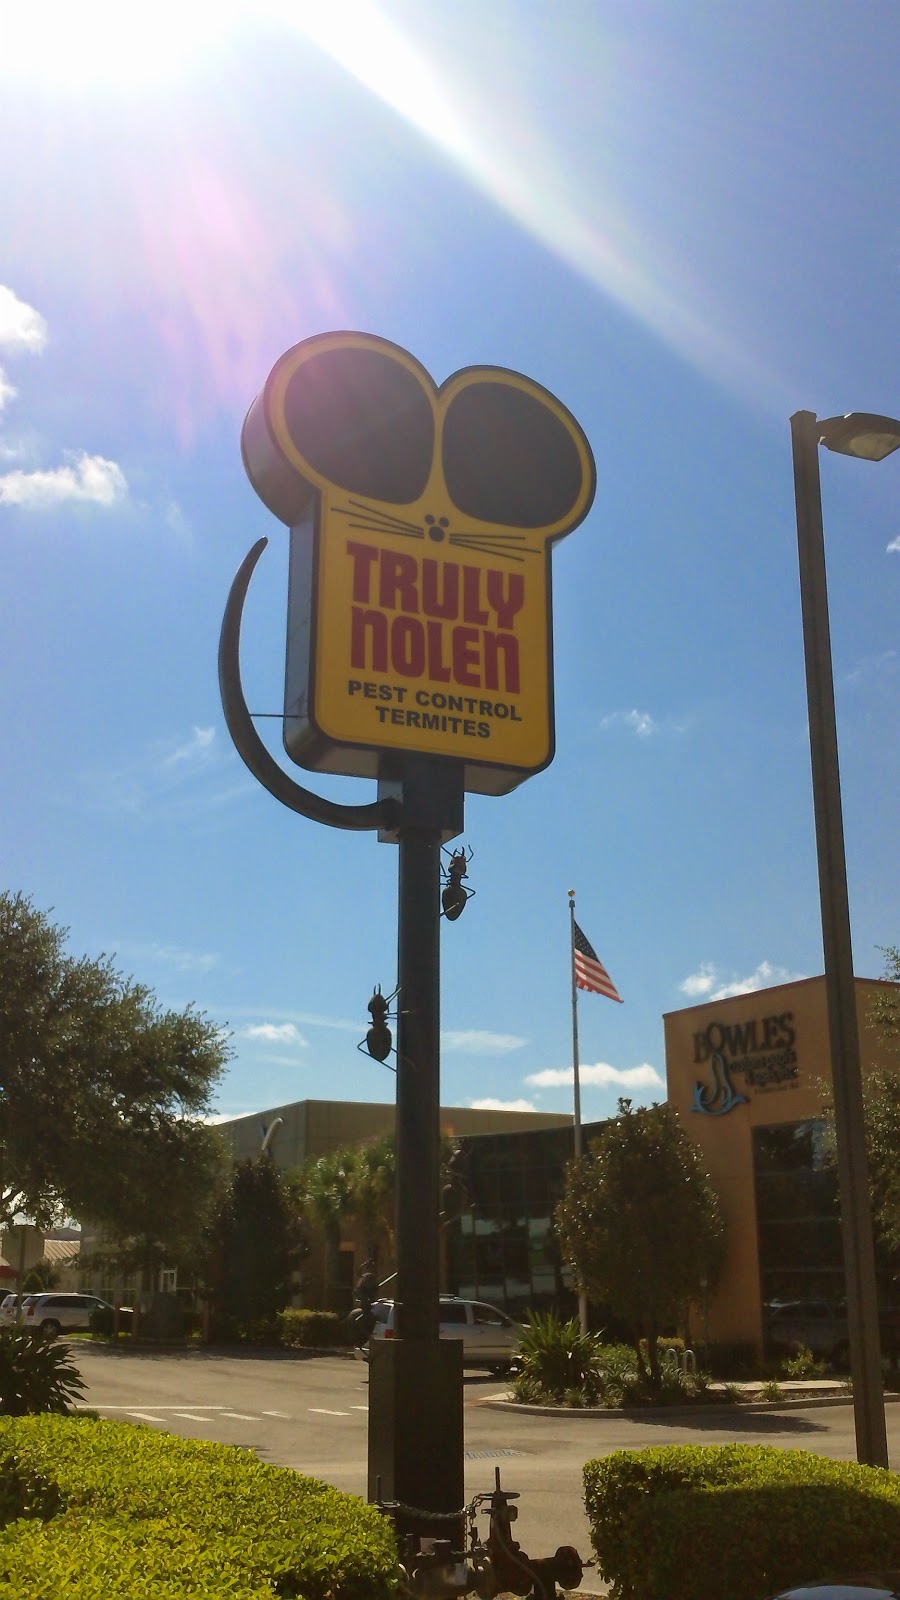 TRULY
NOLEN
PEST CONTROL
TERMITES
BOWLES